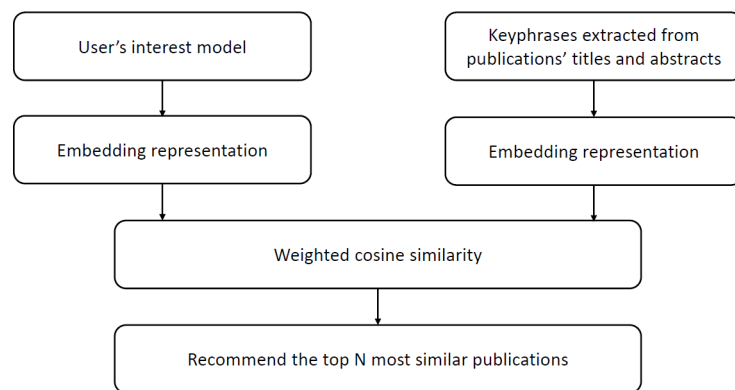 User's interest model
Keyphrases extracted from
publications' titles and abstracts
Embedding representation
Embedding representation
Weighted cosine similarity
Recommend the top N most similar publications